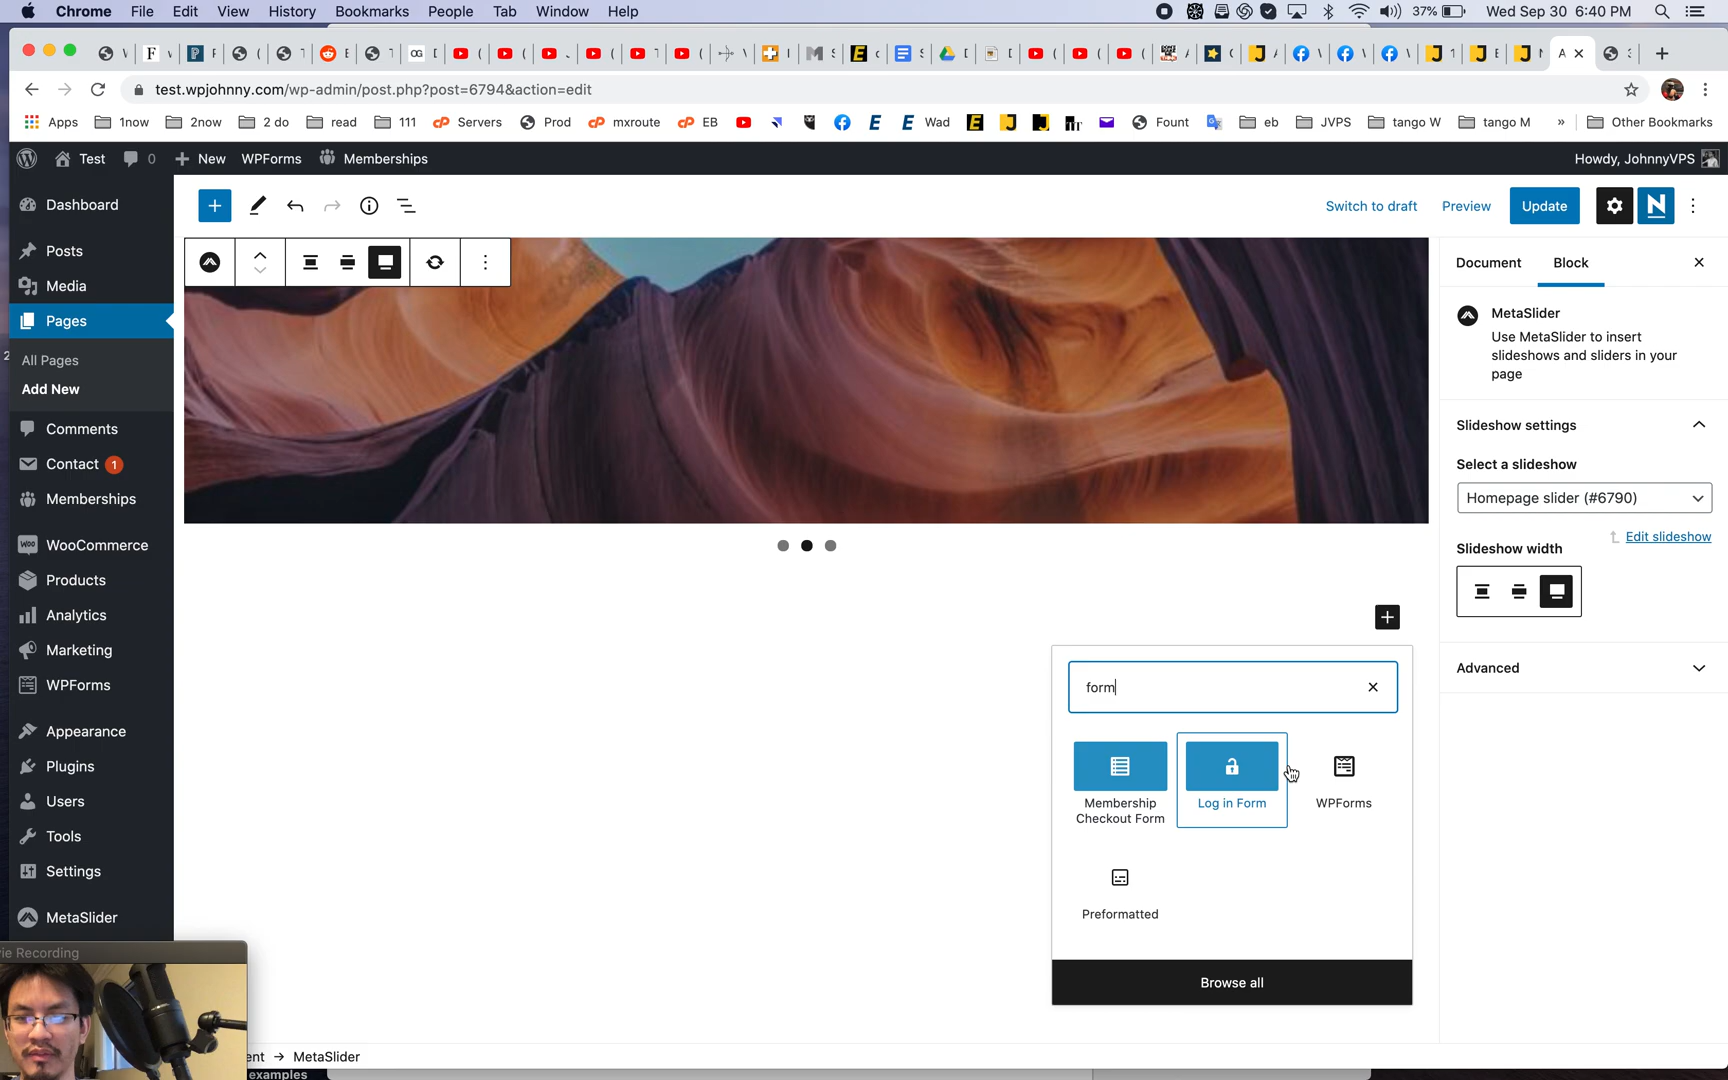 Chrome File Edit View History Bookmarks People Tab Window Help 37% Wed Sep 30 6:40 PM
test.wpjohnny.com/wp-admin/post.php?post=6794&action=edit
Apps 1now 2now 2 do read 111 Servers Prod mxroute EB Wad Fount eb JVPS tango W tango M » Other Bookmarks
Test 0 New WPForms Memberships Howdy, JohnnyVPS
Dashboard
Posts
Media
Pages
All Pages
Add New
Comments
Contact 1
Memberships
WooCommerce
Products
Analytics
Marketing
WPForms
Appearance
Plugins
Users
Tools
Settings
MetaSlider
ie Recording
Switch to draft Preview Update
Document Block
MetaSlider
Use MetaSlider to insert
slideshows and sliders in your
page
Slideshow settings
Select a slideshow
Homepage slider (#6790)
Edit slideshow
Slideshow width
Advanced
form
Membership
Checkout Form
Log in Form
WPForms
Preformatted
Browse all
ent → MetaSlider
examples